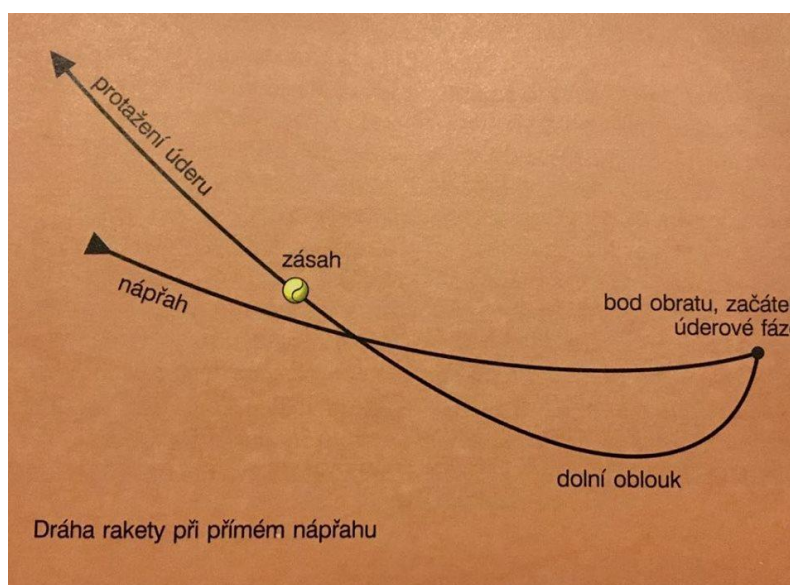 protažení úderu
zásah
nápřah
bod obratu, začáte
úderové fáz
dolní oblouk
Dráha rakety při přímém nápřahu